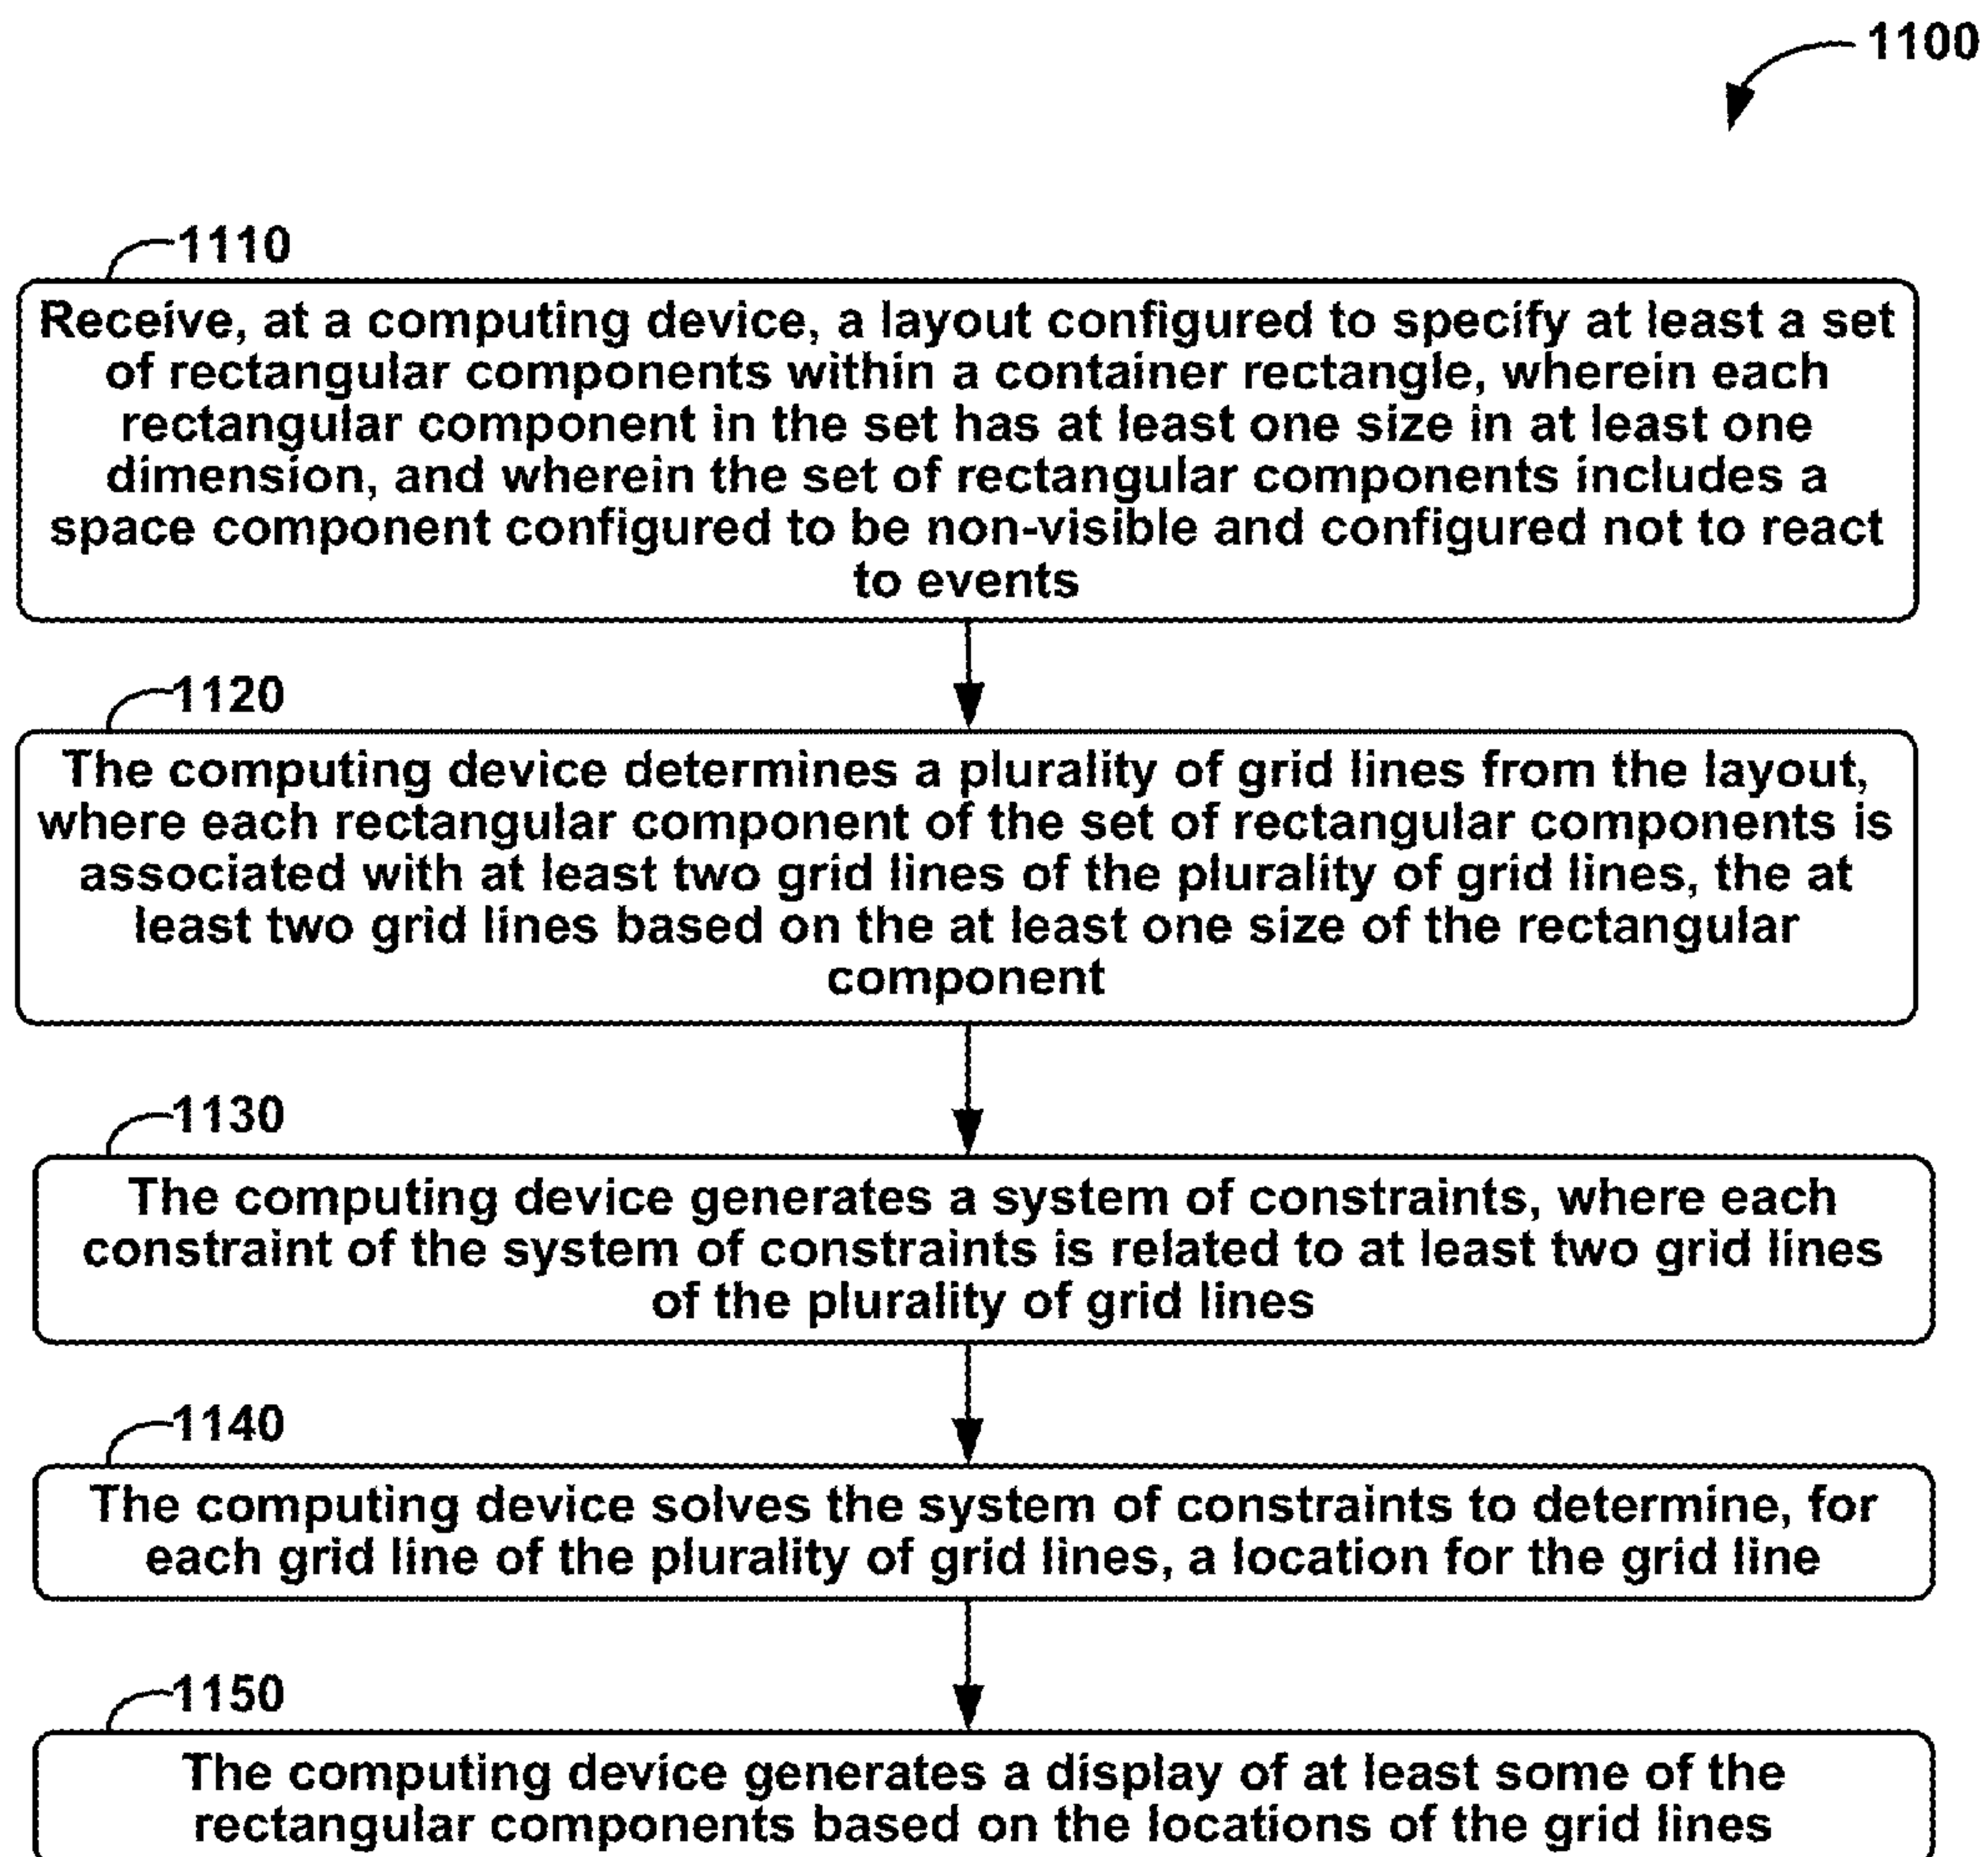 1100
1110
Receive, at a computing device, a layout configured to specify at least a set
of rectangular components within a container rectangle, wherein each
rectangular component in the set has at least one size in at least one
dimension, and wherein the set of rectangular components includes a
space component configured to be non-visible and configured not to react
to events
1120
The computing device determines a plurality of grid lines from the layout,
where each rectangular component of the set of rectangular components is
associated with at least two grid lines of the plurality of grid lines, the at
least two grid lines based on the at least one size of the rectangular
component
1130
The computing device generates a system of constraints, where each
constraint of the system of constraints is related to at least two grid lines
of the plurality of grid lines
1140
The computing device solves the system of constraints to determine, for
each grid line of the plurality of grid lines, a location for the grid line
1150
The computing device generates a display of at least some of the
rectangular components based on the locations of the grid lines